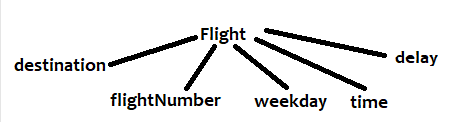 Flight
destination
delay
flightNumber
weekday
time